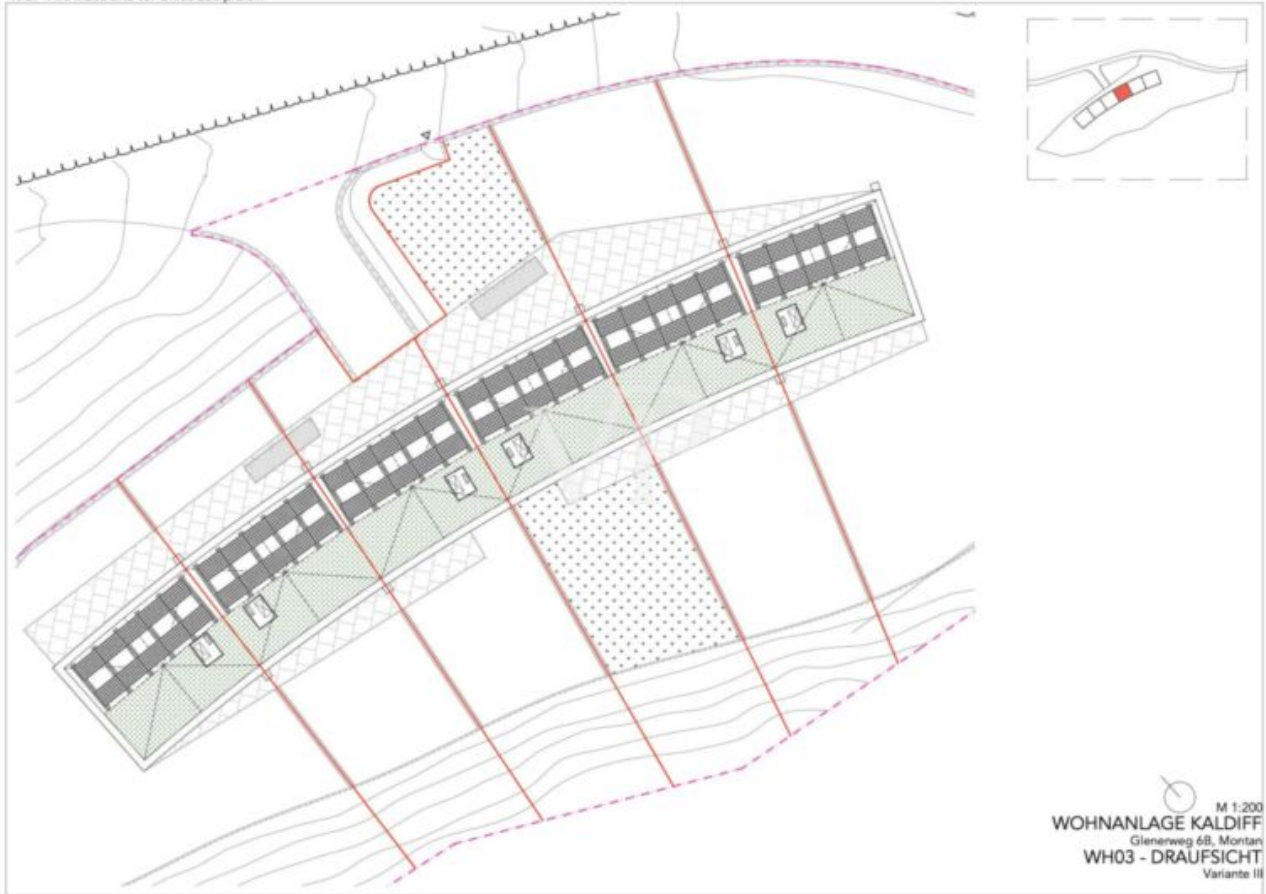 M 1:200
WOHNANLAGE KALDIFF
Glenerweg 6B, Montan
WH03 - DRAUFSICHT
Variante III